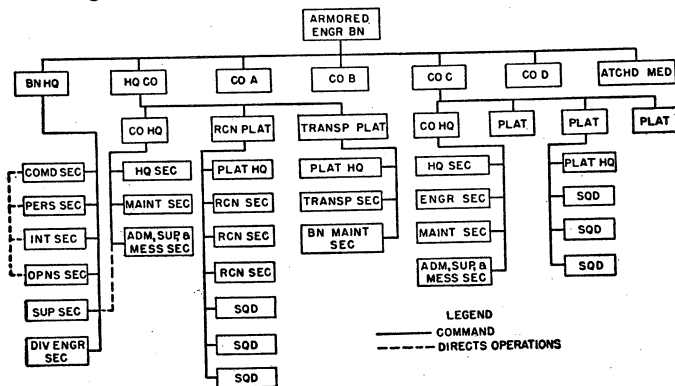 ARMORED
ENGR BN
BN HQ
HQ CO
CO A
CO B
CO C
CO D
ATCHD MED
CO HQ
RCN PLAT
TRANSP PLAT
CO HQ
PLAT
PLAT
PLAT
COMD SEC
PERS SEC
INT SEC
OPNS SEC
SUP SEC
DIV ENGR
SEC
HQ SEC
MAINT SEC
ADM, SUP, &
MESS SEC
PLAT HQ
RCN SEC
RCN SEC
RCN SEC
SQD
SQD
SQD
PLAT HQ
TRANSP SEC
BN MAINT
SEC
HQ SEC
ENGR SEC
MAINT SEC
ADM, SUP, &
MESS SEC
PLAT HQ
SQD
SQD
SQD
LEGEND
COMMAND
DIRECTS OPERATIONS